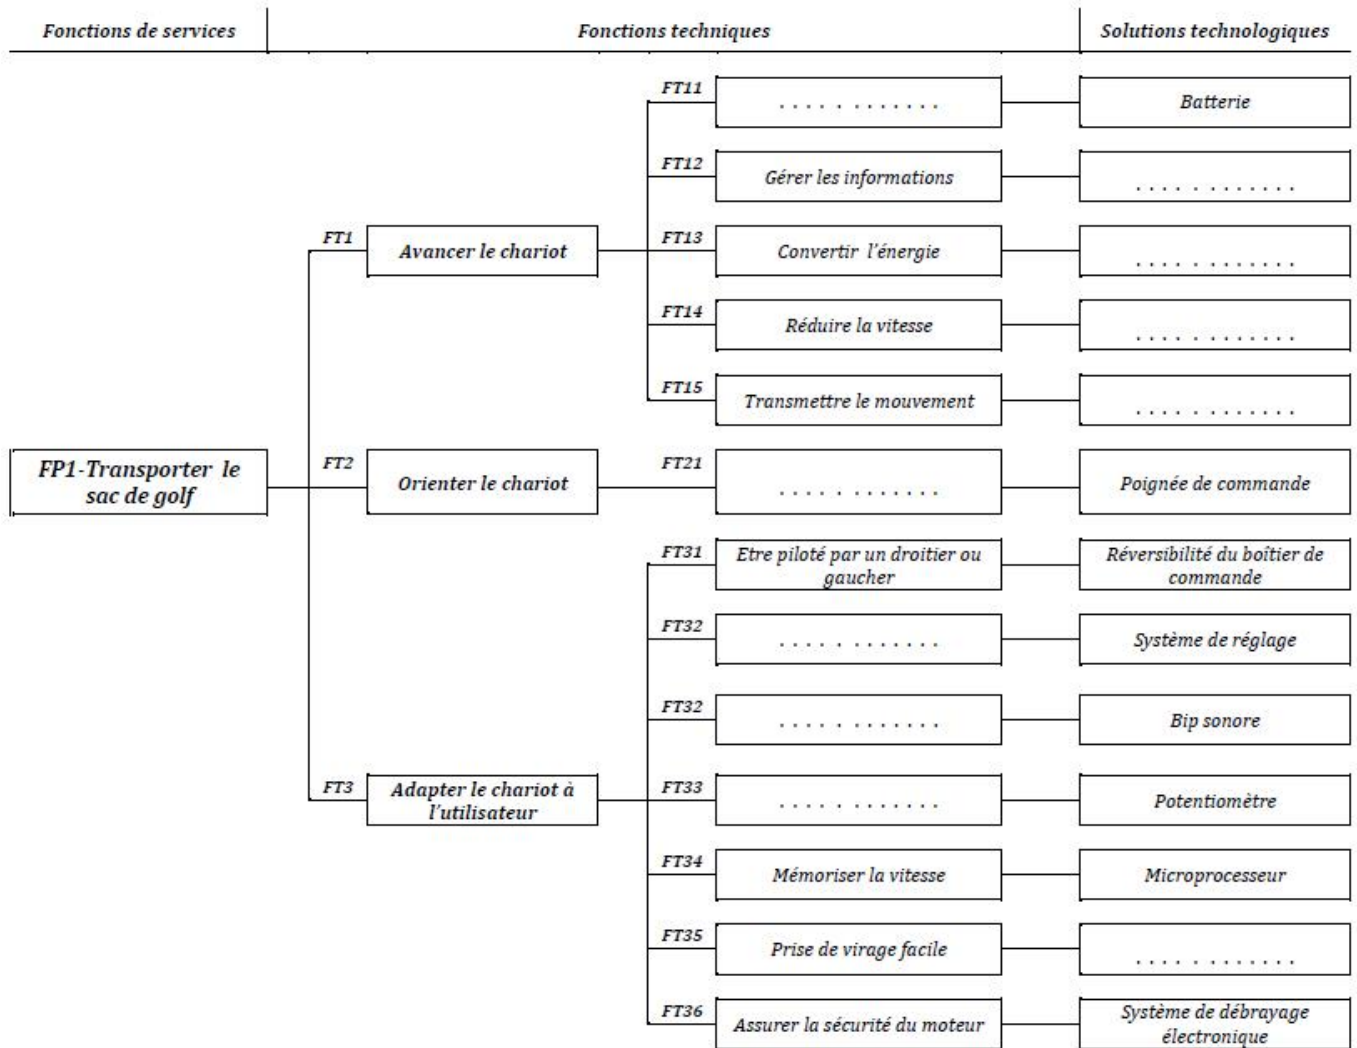 Fonctions de services
Fonctions techniques
Solutions technologiques
FT11
. . . . . . . . . . . .
Batterie
FT12
Gérer les informations
. . . . . . . . . . . .
FT1
Avancer le chariot
FT13
Convertir l'énergie
. . . . . . . . . . . .
FT14
Réduire la vitesse
. . . . . . . . . . . .
FT15
Transmettre le mouvement
. . . . . . . . . . . .
FP1-Transporter le
sac de golf
FT2
Orienter le chariot
FT21
. . . . . . . . . . . .
Poignée de commande
FT31
Etre piloté par un droitier ou
gaucher
Réversibilité du boîtier de
commande
FT32
. . . . . . . . . . . .
Système de réglage
FT32
. . . . . . . . . . . .
Bip sonore
FT3
Adapter le chariot à
l'utilisateur
FT33
. . . . . . . . . . . .
Potentiomètre
FT34
Mémoriser la vitesse
Microprocesseur
FT35
Prise de virage facile
. . . . . . . . . . . .
FT36
Assurer la sécurité du moteur
Système de débrayage
électronique